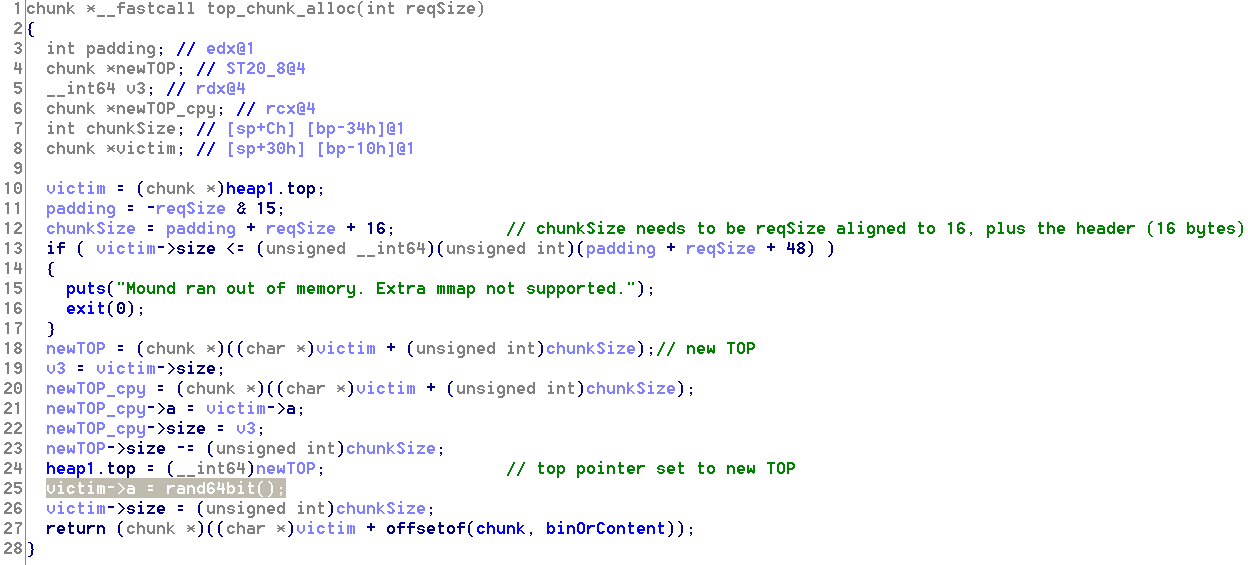 1 chunk *__fastcall top_chunk_alloc(int reqSize)
2 {
3 int padding; // edx@1
4 chunk *newTOP; // ST20_8@4
5 __int64 v3; // rdx@4
6 chunk *newTOP_cpy; // rcx@4
7 int chunkSize; // [sp+Ch] [bp-34h]@1
8 chunk *victim; // [sp+30h] [bp-10h]@1
9
10 victim = (chunk *)heap1.top;
11 padding = -reqSize & 15;
12 chunkSize = padding + reqSize + 16; // chunkSize needs to be reqSize aligned to 16, plus the header (16 bytes)
13 if ( victim->size <= (unsigned __int64)(unsigned int)(padding + reqSize + 48) )
14 {
15 puts("Mound ran out of memory. Extra mmap not supported.");
16 exit(0);
17 }
18 newTOP = (chunk *)((char *)victim + (unsigned int)chunkSize);// new TOP
19 v3 = victim->size;
20 newTOP_cpy = (chunk *)((char *)victim + (unsigned int)chunkSize);
21 newTOP_cpy->a = victim->a;
22 newTOP_cpy->size = v3;
23 newTOP->size -= (unsigned int)chunkSize;
24 heap1.top = (__int64)newTOP; // top pointer set to new TOP
25 victim->a = rand64bit();
26 victim->size = (unsigned int)chunkSize;
27 return (chunk *)((char *)victim + offsetof(chunk, binOrContent));
28 }